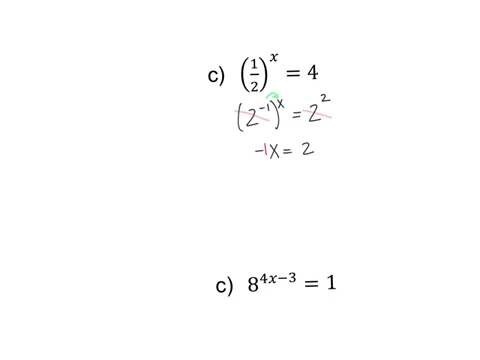 c) (1/2)^x = 4
(2^-1)^x = 2^2
-1x = 2
c) 8^{4x-3} = 1